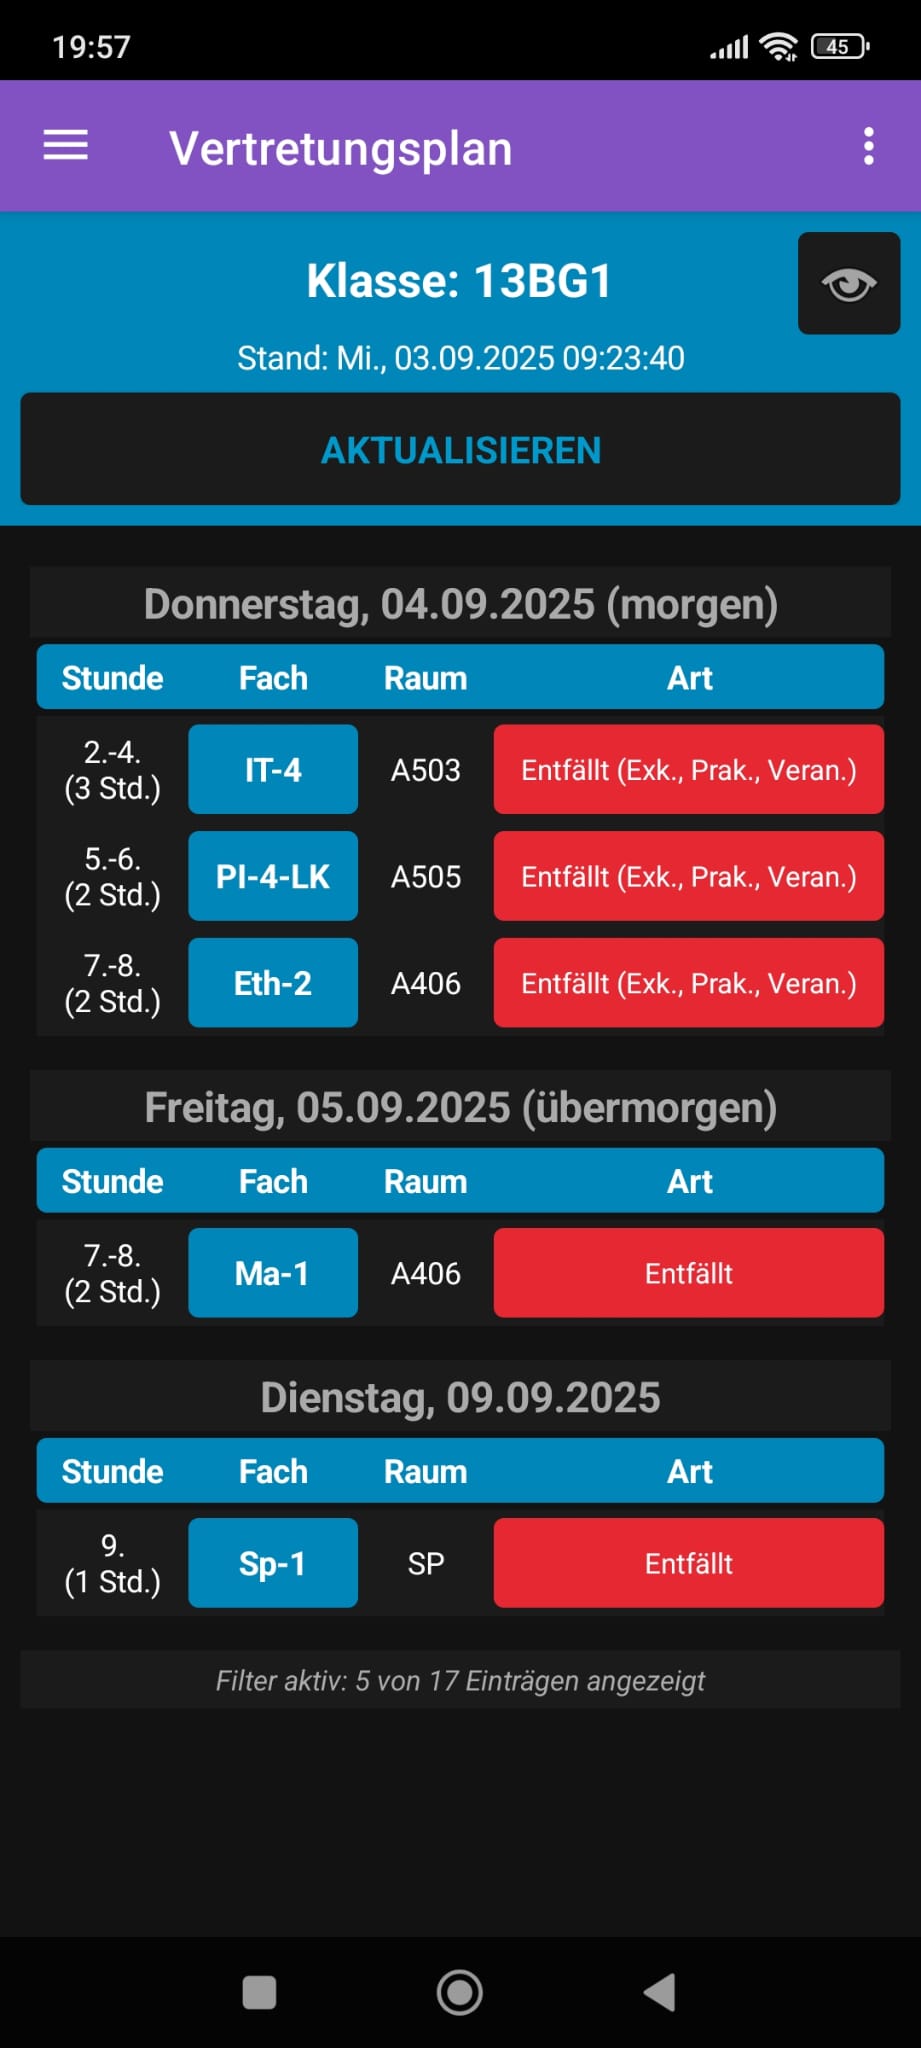 19:57
45
Vertretungsplan
Klasse: 13BG1
Stand: Mi., 03.09.2025 09:23:40
AKTUALISIEREN
Donnerstag, 04.09.2025 (morgen)
Stunde Fach Raum Art
2.-4.
(3 Std.) IT-4 A503 Entfällt (Exk., Prak., Veran.)
5.-6.
(2 Std.) PI-4-LK A505 Entfällt (Exk., Prak., Veran.)
7.-8.
(2 Std.) Eth-2 A406 Entfällt (Exk., Prak., Veran.)
Freitag, 05.09.2025 (übermorgen)
Stunde Fach Raum Art
7.-8.
(2 Std.) Ma-1 A406 Entfällt
Dienstag, 09.09.2025
Stunde Fach Raum Art
9.
(1 Std.) Sp-1 SP Entfällt
Filter aktiv: 5 von 17 Einträgen angezeigt